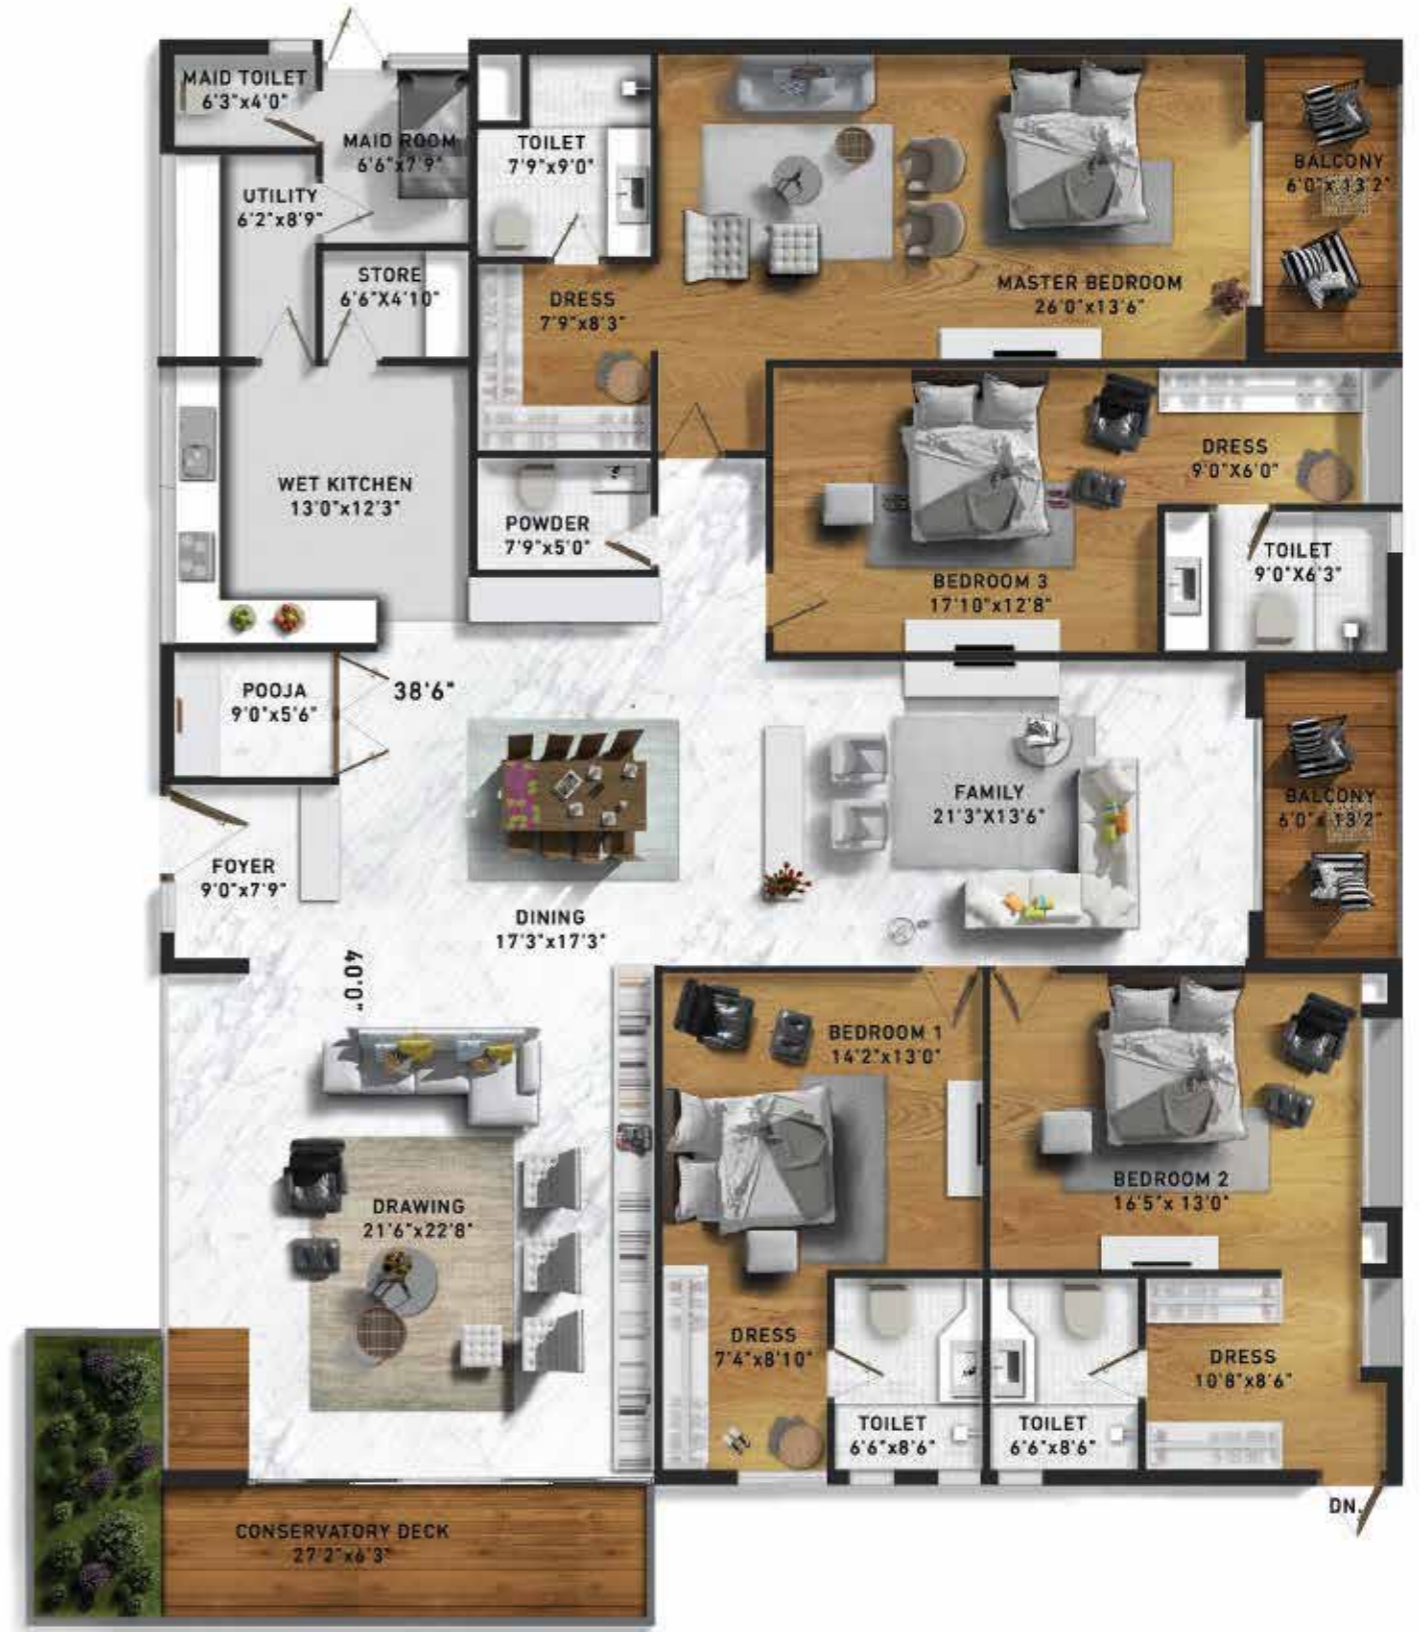 MAID TOILET
6'3"x4'0"
MAID ROOM
6'6"x7'9"
UTILITY
6'2"x8'9"
STORE
6'6"X4'10"
TOILET
7'9"x9'0"
DRESS
7'9"x8'3"
MASTER BEDROOM
26'0"x13'6"
BALCONY
6'0"x13'2"
WET KITCHEN
13'0"x12'3"
POWDER
7'9"x5'0"
BEDROOM 3
17'10"x12'8"
DRESS
9'0"X6'0"
TOILET
9'0"X6'3"
POOJA
9'0"x5'6"
38'6"
FOYER
9'0"x7'9"
DINING
17'3"x17'3"
FAMILY
21'3"X13'6"
BALCONY
6'0"x13'2"
40'0"
DRAWING
21'6"x22'8"
BEDROOM 1
14'2"x13'0"
BEDROOM 2
16'5"x 13'0"
DRESS
7'4"x8'10"
TOILET
6'6"x8'6"
TOILET
6'6"x8'6"
DRESS
10'8"x8'6"
DN.
CONSERVATORY DECK
27'2"x6'3"